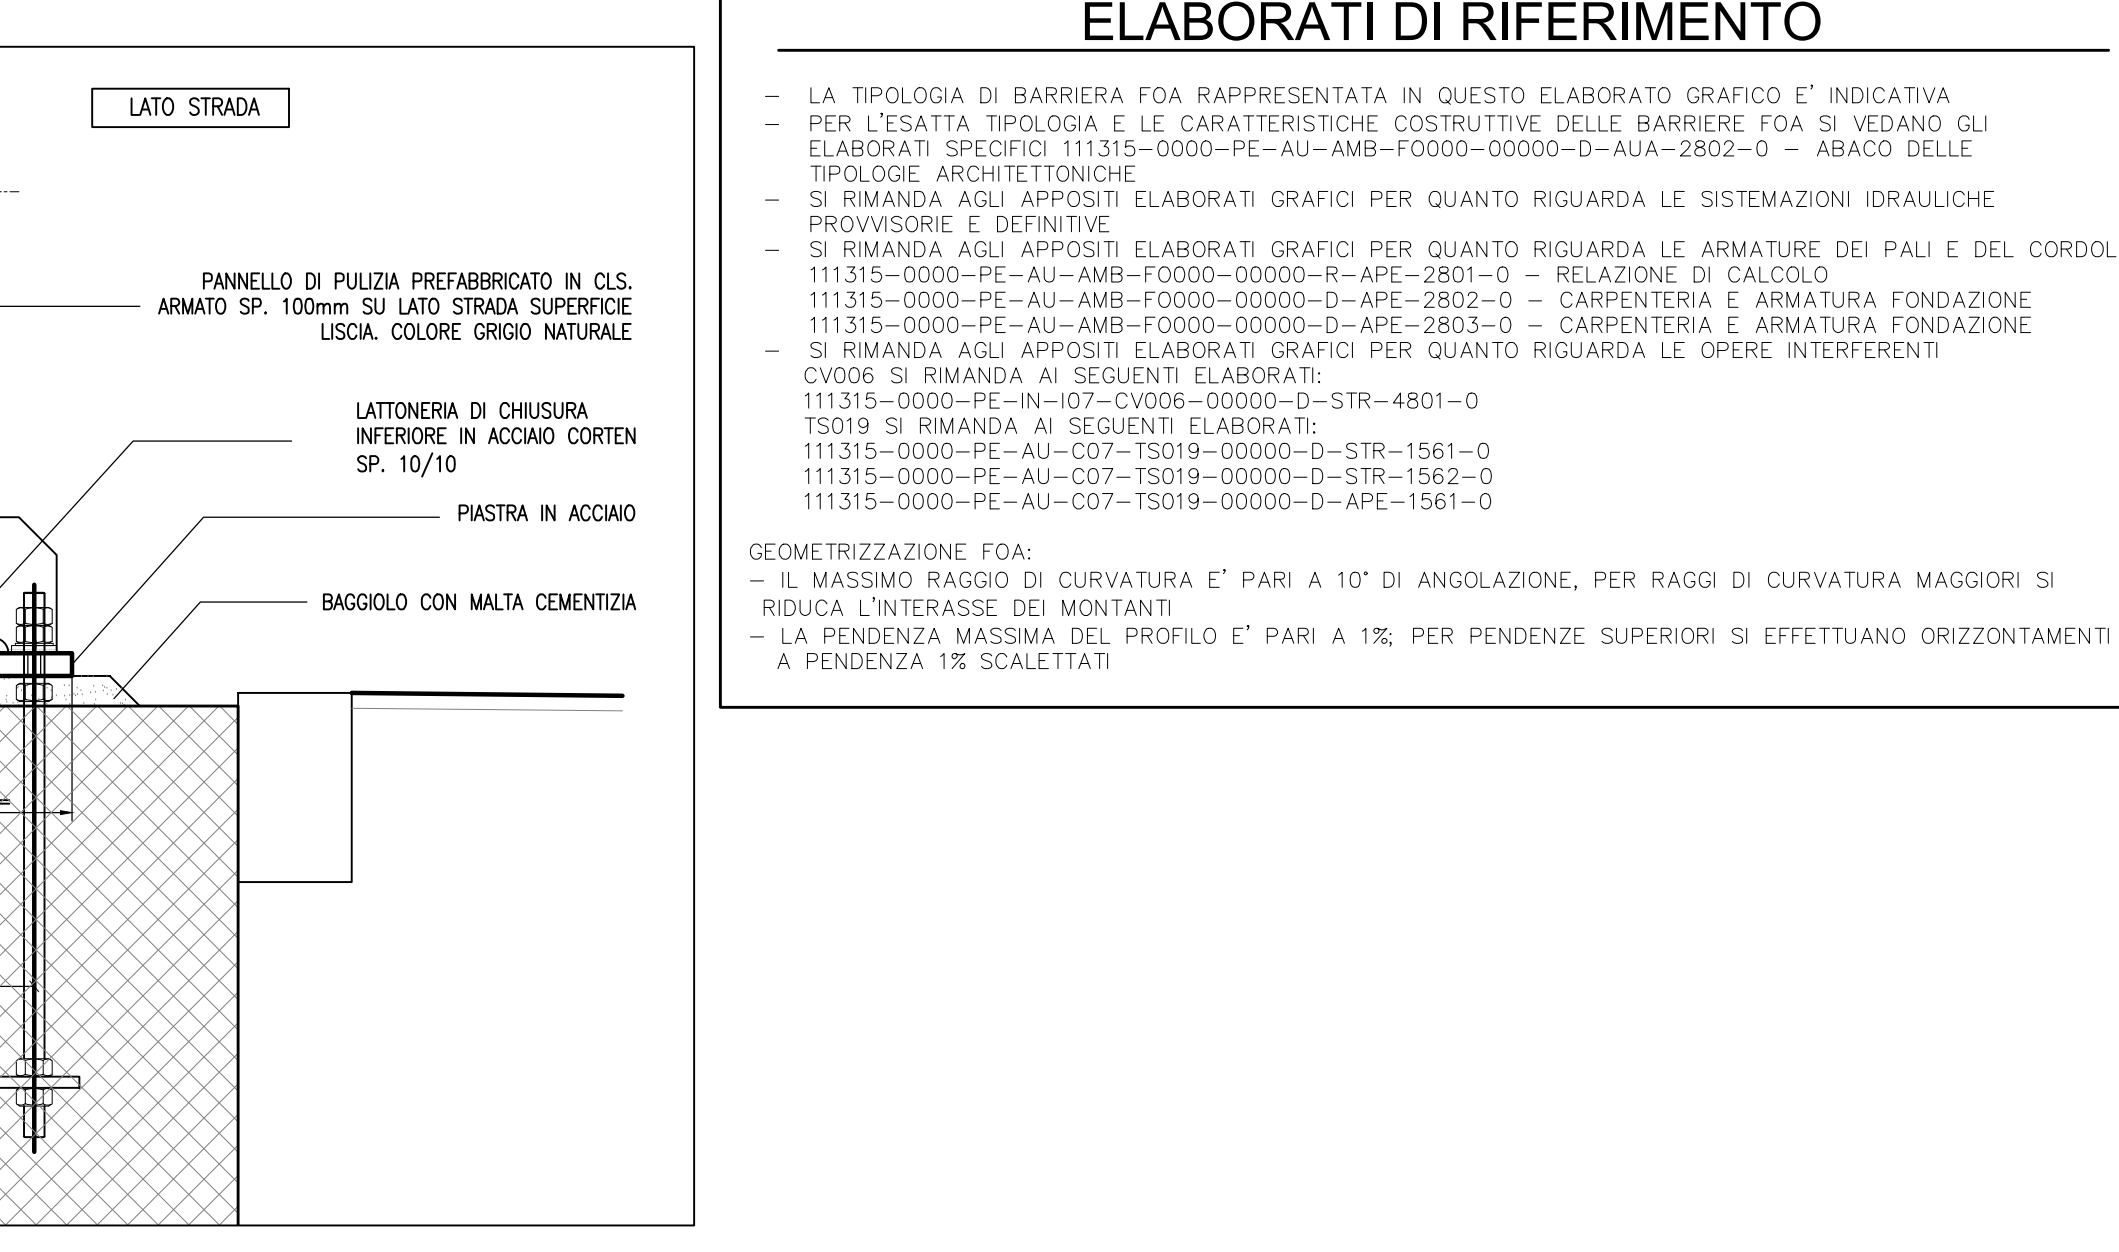 LATO STRADA
PANNELLO DI PULIZIA PREFABBRICATO IN CLS.
ARMATO SP. 100mm SU LATO STRADA SUPERFICIE
LISCIA. COLORE GRIGIO NATURALE
LATTONERIA DI CHIUSURA
INFERIORE IN ACCIAIO CORTEN
SP. 10/10
PIASTRA IN ACCIAIO
BAGGIOLO CON MALTA CEMENTIZIA
=
ELABORATI DI RIFERIMENTO
- LA TIPOLOGIA DI BARRIERA FOA RAPPRESENTATA IN QUESTO ELABORATO GRAFICO E' INDICATIVA
- PER L'ESATTA TIPOLOGIA E LE CARATTERISTICHE COSTRUTTIVE DELLE BARRIERE FOA SI VEDANO GLI
ELABORATI SPECIFICI 111315-0000-PE-AU-AMB-FO000-00000-D-AUA-2802-0 - ABACO DELLE
TIPOLOGIE ARCHITETTONICHE
- SI RIMANDA AGLI APPOSITI ELABORATI GRAFICI PER QUANTO RIGUARDA LE SISTEMAZIONI IDRAULICHE
PROVVISORIE E DEFINITIVE
- SI RIMANDA AGLI APPOSITI ELABORATI GRAFICI PER QUANTO RIGUARDA LE ARMATURE DEI PALI E DEL CORDOL
111315-0000-PE-AU-AMB-FO000-00000-R-APE-2801-0 - RELAZIONE DI CALCOLO
111315-0000-PE-AU-AMB-FO000-00000-D-APE-2802-0 - CARPENTERIA E ARMATURA FONDAZIONE
111315-0000-PE-AU-AMB-FO000-00000-D-APE-2803-0 - CARPENTERIA E ARMATURA FONDAZIONE
- SI RIMANDA AGLI APPOSITI ELABORATI GRAFICI PER QUANTO RIGUARDA LE OPERE INTERFERENTI
CV006 SI RIMANDA AI SEGUENTI ELABORATI:
111315-0000-PE-IN-I07-CV006-00000-D-STR-4801-0
TS019 SI RIMANDA AI SEGUENTI ELABORATI:
111315-0000-PE-AU-C07-TS019-00000-D-STR-1561-0
111315-0000-PE-AU-C07-TS019-00000-D-STR-1562-0
111315-0000-PE-AU-C07-TS019-00000-D-APE-1561-0
GEOMETRIZZAZIONE FOA:
- IL MASSIMO RAGGIO DI CURVATURA E' PARI A 10° DI ANGOLAZIONE, PER RAGGI DI CURVATURA MAGGIORI SI
RIDUCA L'INTERASSE DEI MONTANTI
- LA PENDENZA MASSIMA DEL PROFILO E' PARI A 1%; PER PENDENZE SUPERIORI SI EFFETTUANO ORIZZONTAMENTI
A PENDENZA 1% SCALETTATI